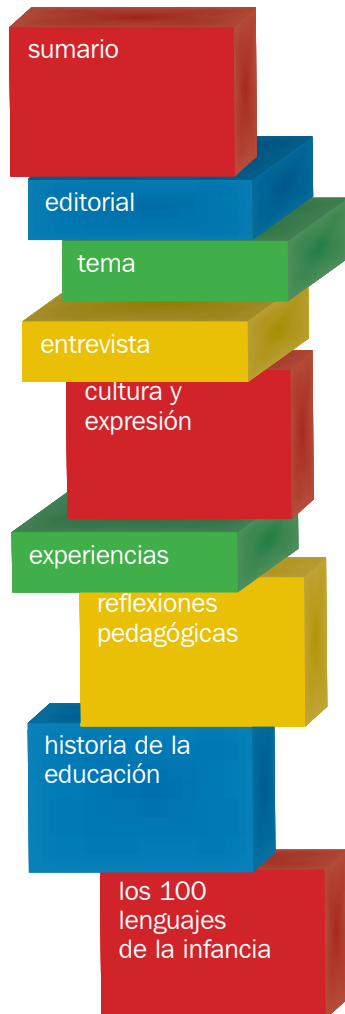 sumario
editorial
tema
entrevista
cultura y
expresión
experiencias
reflexiones
pedagógicas
historia de la
educación
los 100
lenguajes
de la infancia